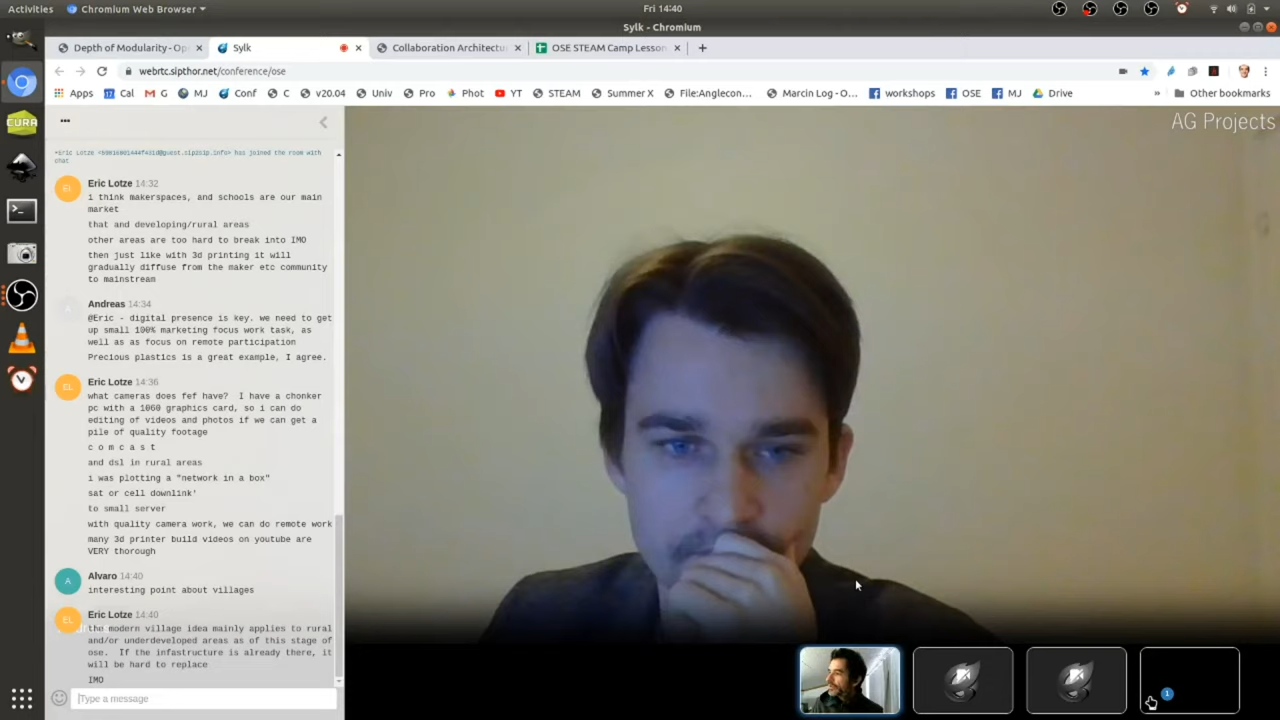 Activities
Chromium Web Browser
Fri 14:40
Sylk - Chromium
Depth of Modularity - Op
Sylk
Collaboration Architectu
OSE STEAM Camp Lesson
webrtc.sipthor.net/conference/ose
Apps
Cal
G
MJ
Conf
C
v20.04
Univ
Pro
Phot
YT
STEAM
Summer X
File:Anglecon...
Marcin Log - O...
workshops
OSE
MJ
Drive
»
Other bookmarks
AG Projects
has joined the room with
chat
EL
Eric Lotze 14:32
i think makerspaces, and schools are our main
market
that and developing/rural areas
other areas are too hard to break into IMO
then just like with 3d printing it will
gradually diffuse from the maker etc community
to mainstream
A
Andreas 14:34
@Eric - digital presence is key. we need to get
up small 100% marketing focus work task, as
well as as focus on remote participation
Precious plastics is a great example, I agree.
EL
Eric Lotze 14:36
what cameras does fef have? I have a chonker
pc with a 1060 graphics card, so i can do
editing of videos and photos if we can get a
pile of quality footage
c o m c a s t
and dsl in rural areas
i was plotting a "network in a box"
sat or cell downlink'
to small server
with quality camera work, we can do remote work
many 3d printer build videos on youtube are
VERY thorough
A
Alvaro 14:40
interesting point about villages
EL
Eric Lotze 14:40
the modern village idea mainly applies to rural
and/or underdeveloped areas as of this stage of
ose. If the infastructure is already there, it
will be hard to replace
IMO
Type a message
1
CURA